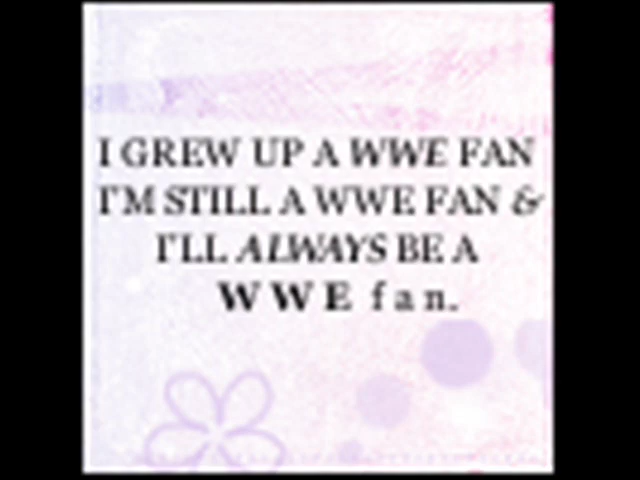 I GREW UP A WWE FAN
I'M STILL A WWE FAN &
I'LL ALWAYS BE A
WWE fan.